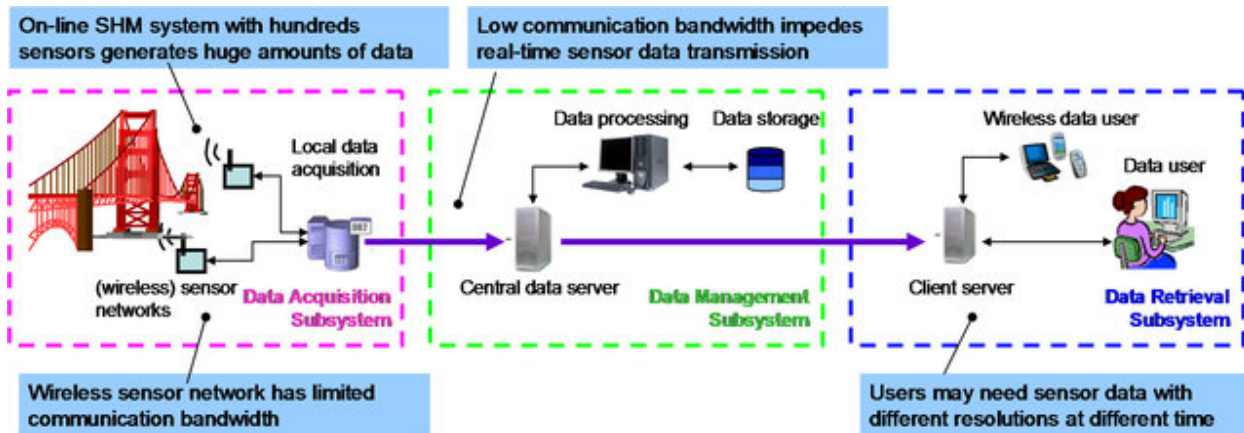 On-line SHM system with hundreds
sensors generates huge amounts of data
Low communication bandwidth impedes
real-time sensor data transmission
Local data
acquisition
(wireless) sensor
networks
Data Acquisition
Subsystem
Data processing
Data storage
Central data server
Data Management
Subsystem
Wireless data user
Data user
Client server
Data Retrieval
Subsystem
Wireless sensor network has limited
communication bandwidth
Users may need sensor data with
different resolutions at different time